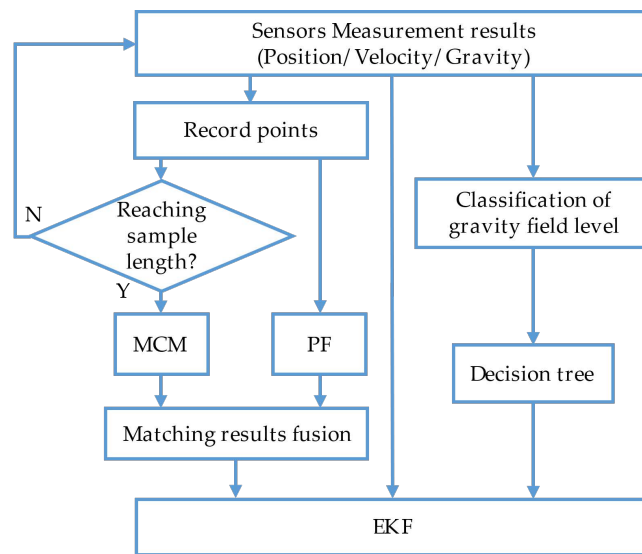 Sensors Measurement results
(Position/ Velocity/ Gravity)
Record points
N
Reaching
sample
length?
Y
Classification of
gravity field level
MCM
PF
Decision tree
Matching results fusion
EKF